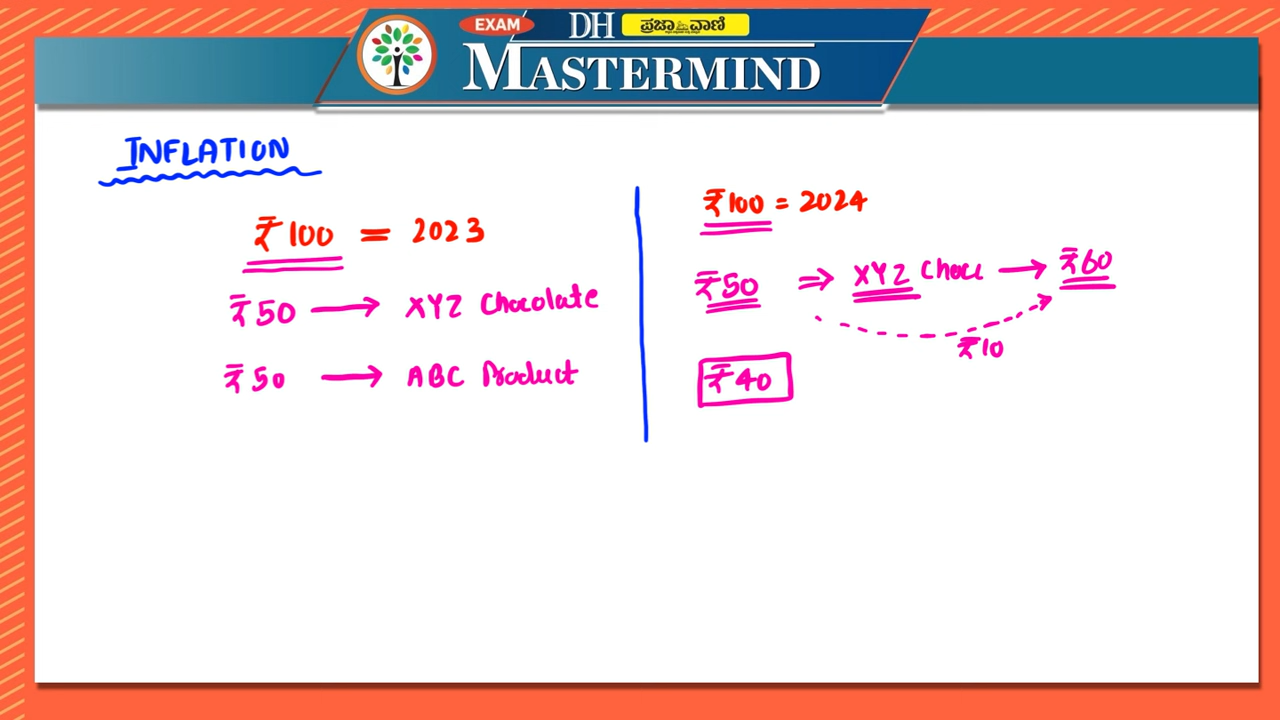 EXAM
DH ಪ್ರಜಾವಾಣಿ
MASTERMIND
INFLATION
₹100 = 2023
₹50 → XYZ Chocolate
₹50 → ABC Product
₹100 = 2024
₹50 ⇒ XYZ Choci → ₹60
₹10
₹40